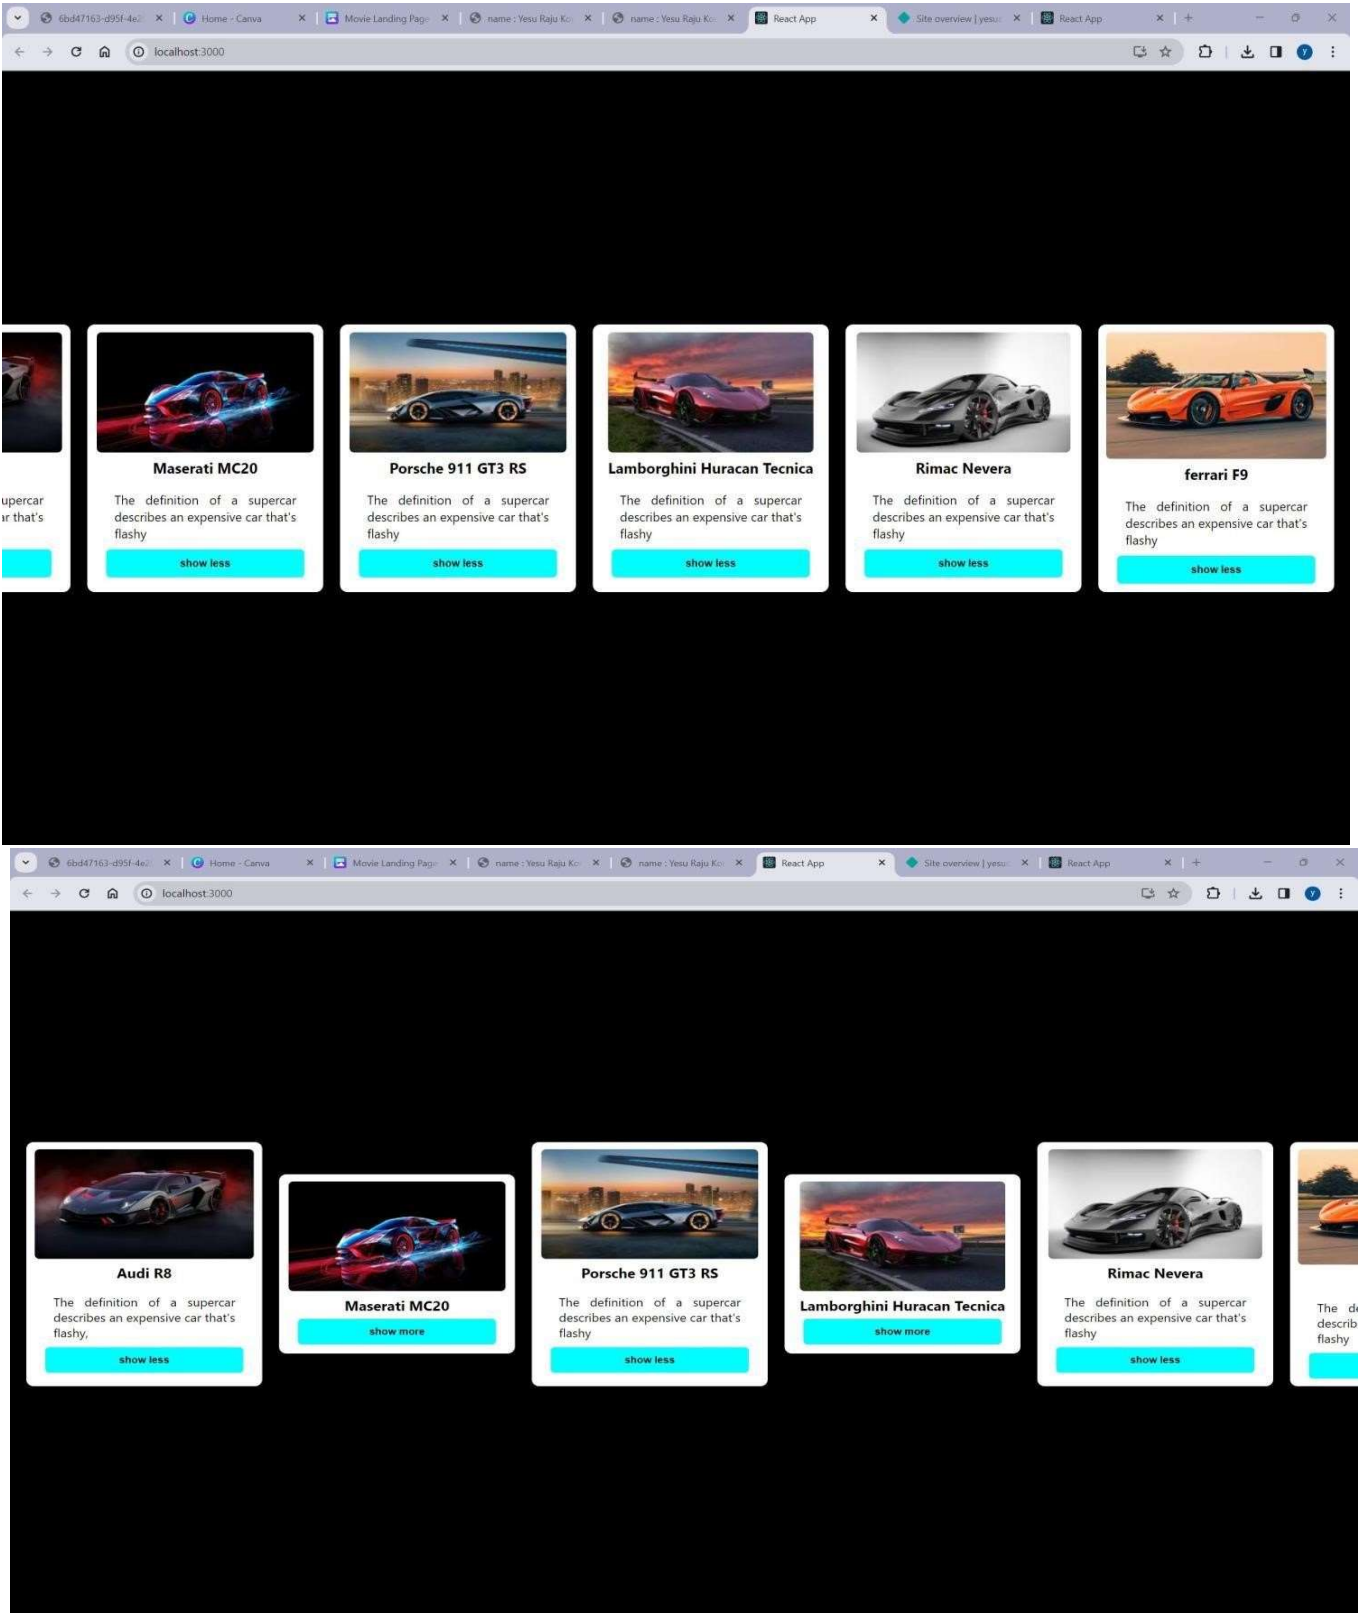 6bd47163-d95f-4e2
Home - Canva
Movie Landing Page
name : Yesu Raju Ko
name : Yesu Raju Ko
React App
Site overview | yesu
React App
localhost:3000
y
Maserati MC20
Porsche 911 GT3 RS
Lamborghini Huracan Tecnica
Rimac Nevera
ferrari F9
upercar
ar that's
The definition of a supercar
describes an expensive car that's
flashy
show less
The definition of a supercar
describes an expensive car that's
flashy
show less
The definition of a supercar
describes an expensive car that's
flashy
show less
The definition of a supercar
describes an expensive car that's
flashy
show less
The definition of a supercar
describes an expensive car that's
flashy
show less
6bd47163-d95f-4e2
Home - Canva
Movie Landing Page
name : Yesu Raju Ko
name : Yesu Raju Ko
React App
Site overview | yesu
React App
localhost:3000
y
Audi R8
The definition of a supercar
describes an expensive car that's
flashy,
show less
Maserati MC20
show more
Porsche 911 GT3 RS
The definition of a supercar
describes an expensive car that's
flashy
show less
Lamborghini Huracan Tecnica
show more
Rimac Nevera
The definition of a supercar
describes an expensive car that's
flashy
show less
The de
describ
flashy